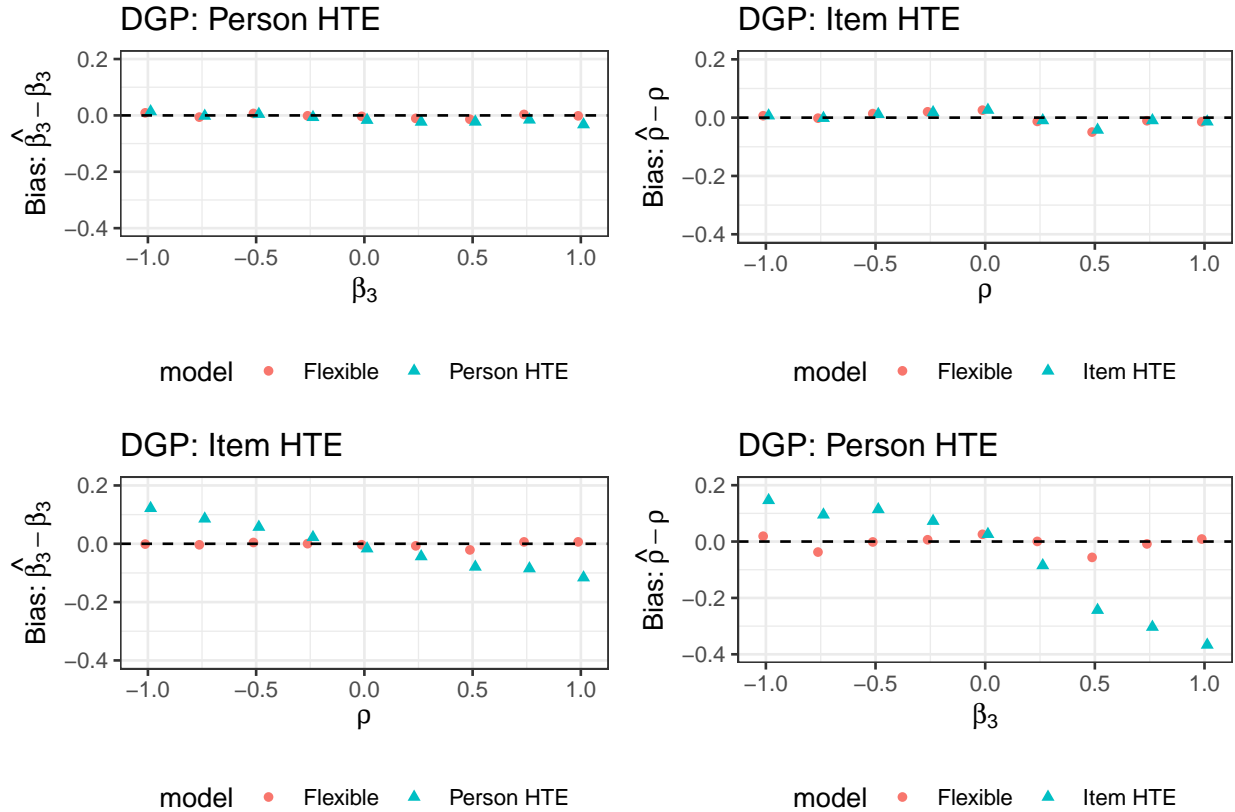 DGP: Person HTE
Bias: β̂₃ − β₃
0.2
0.0
−0.2
−0.4
−1.0 −0.5 0.0 0.5 1.0
β₃
model Flexible Person HTE
DGP: Item HTE
Bias: ρ̂ − ρ
0.2
0.0
−0.2
−0.4
−1.0 −0.5 0.0 0.5 1.0
ρ
model Flexible Item HTE
DGP: Item HTE
Bias: β̂₃ − β₃
0.2
0.0
−0.2
−0.4
−1.0 −0.5 0.0 0.5 1.0
ρ
model Flexible Person HTE
DGP: Person HTE
Bias: ρ̂ − ρ
0.2
0.0
−0.2
−0.4
−1.0 −0.5 0.0 0.5 1.0
β₃
model Flexible Item HTE